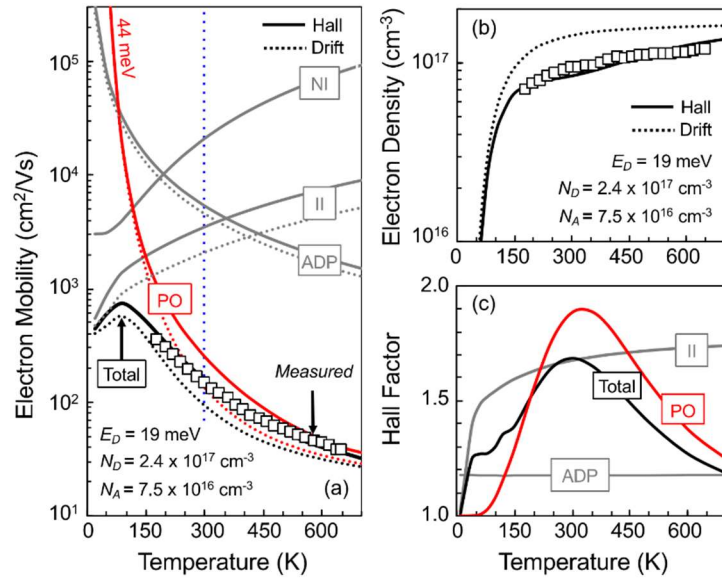 44 meV
Hall
Drift
NI
II
ADP
PO
Total
Measured
E_D = 19 meV
N_D = 2.4 x 10^17 cm^-3
N_A = 7.5 x 10^16 cm^-3
(a)
10^5
10^4
10^3
10^2
10^1
Electron Mobility (cm²/Vs)
0 150 300 450 600
Temperature (K)
(b)
Hall
Drift
E_D = 19 meV
N_D = 2.4 x 10^17 cm^-3
N_A = 7.5 x 10^16 cm^-3
10^17
10^16
Electron Density (cm^-3)
0 150 300 450 600
(c)
II
Total
PO
ADP
2.0
1.5
1.0
Hall Factor
0 150 300 450 600
Temperature (K)